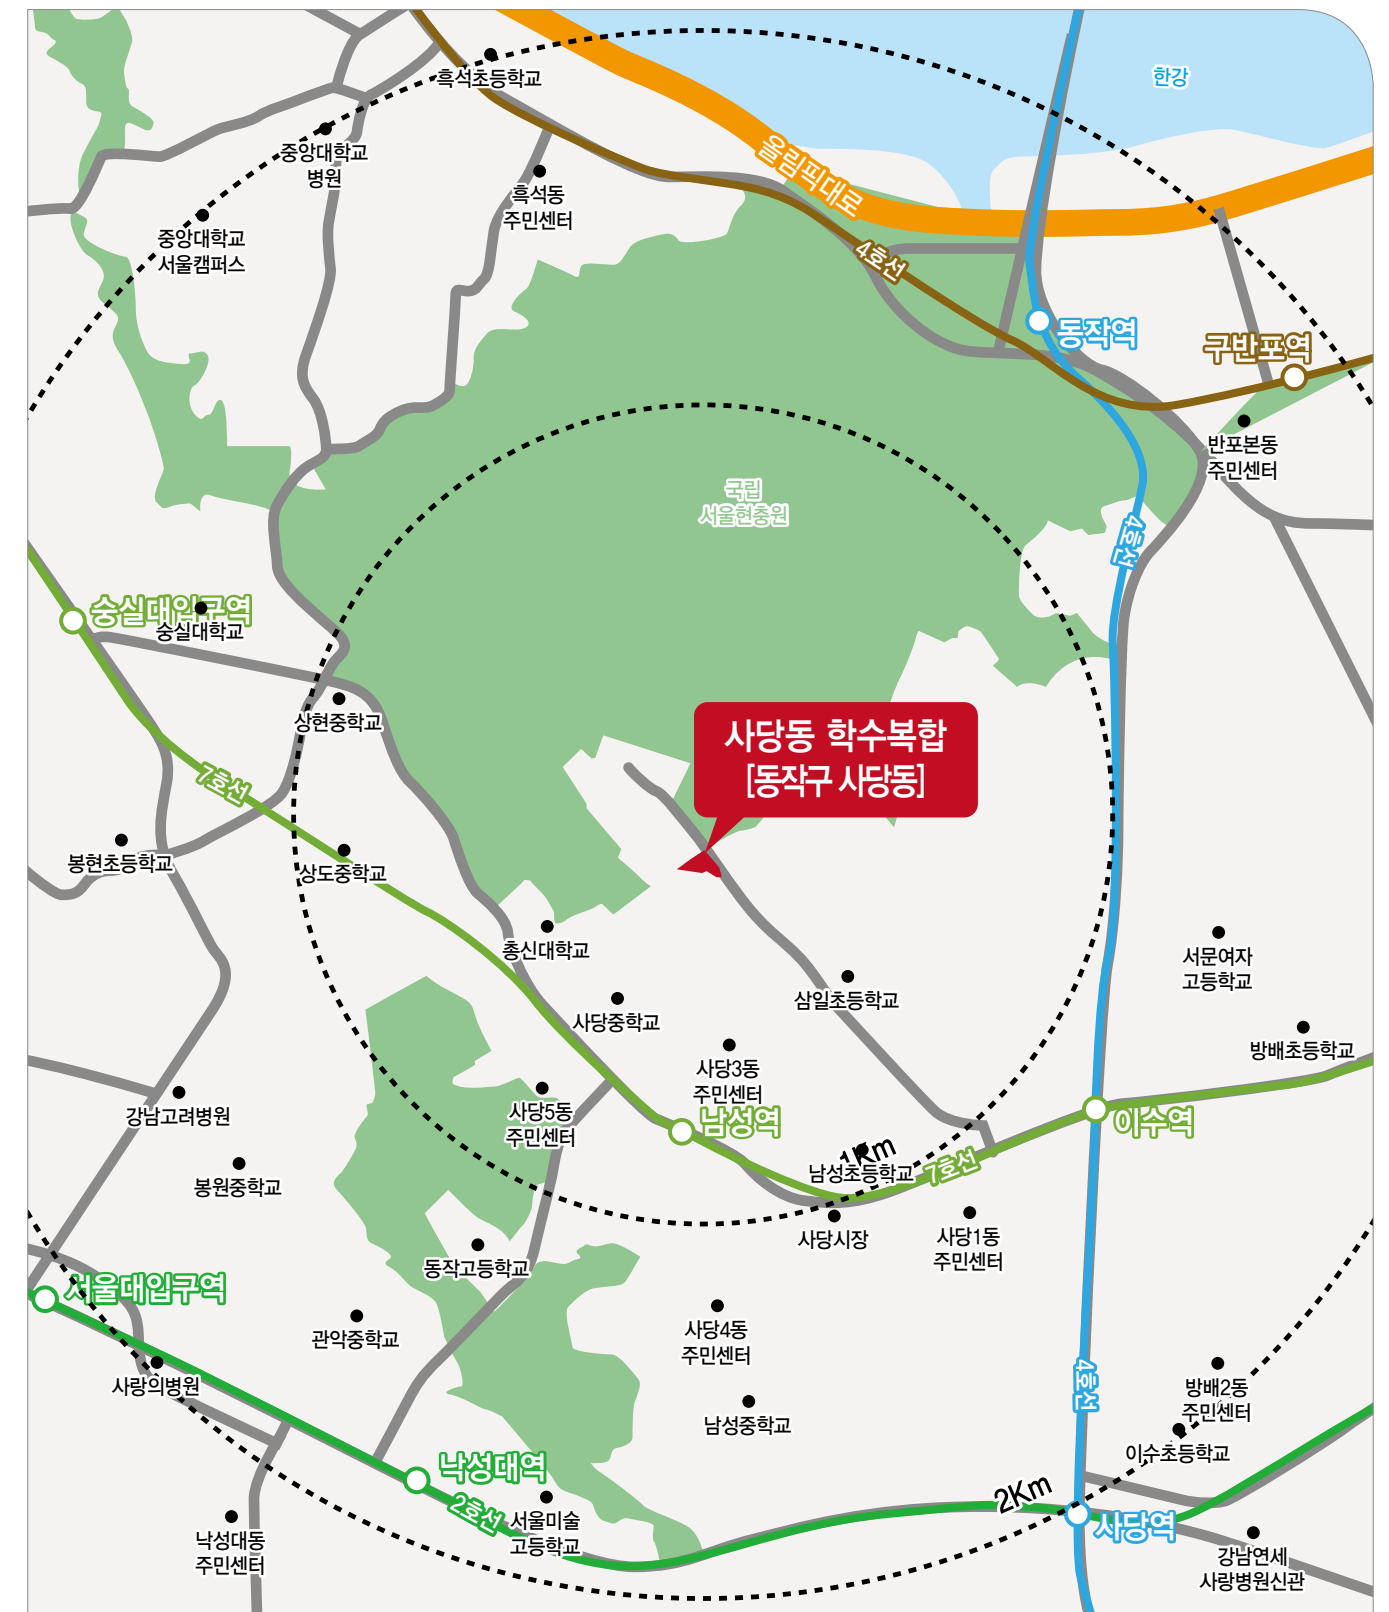 한강
흑석초등학교
올림픽대로
중앙대학교
병원
흑석동
주민센터
중앙대학교
서울캠퍼스
4호선
동작역
구반포역
반포본동
주민센터
국립
서울현충원
4호선
숭실대입구역
숭실대학교
상현중학교
사당동 학수복합
[동작구 사당동]
7호선
봉현초등학교
상도중학교
총신대학교
서문여자
고등학교
삼일초등학교
사당중학교
방배초등학교
사당3동
주민센터
강남고려병원
사당5동
주민센터
남성역
이수역
1Km
남성초등학교
7호선
봉원중학교
사당시장
사당1동
주민센터
동작고등학교
서울대입구역
관악중학교
사당4동
주민센터
사랑의병원
4호선
방배2동
주민센터
남성중학교
이수초등학교
낙성대역
2호선
2Km
서울미술
고등학교
사당역
낙성대동
주민센터
강남연세
사랑병원신관